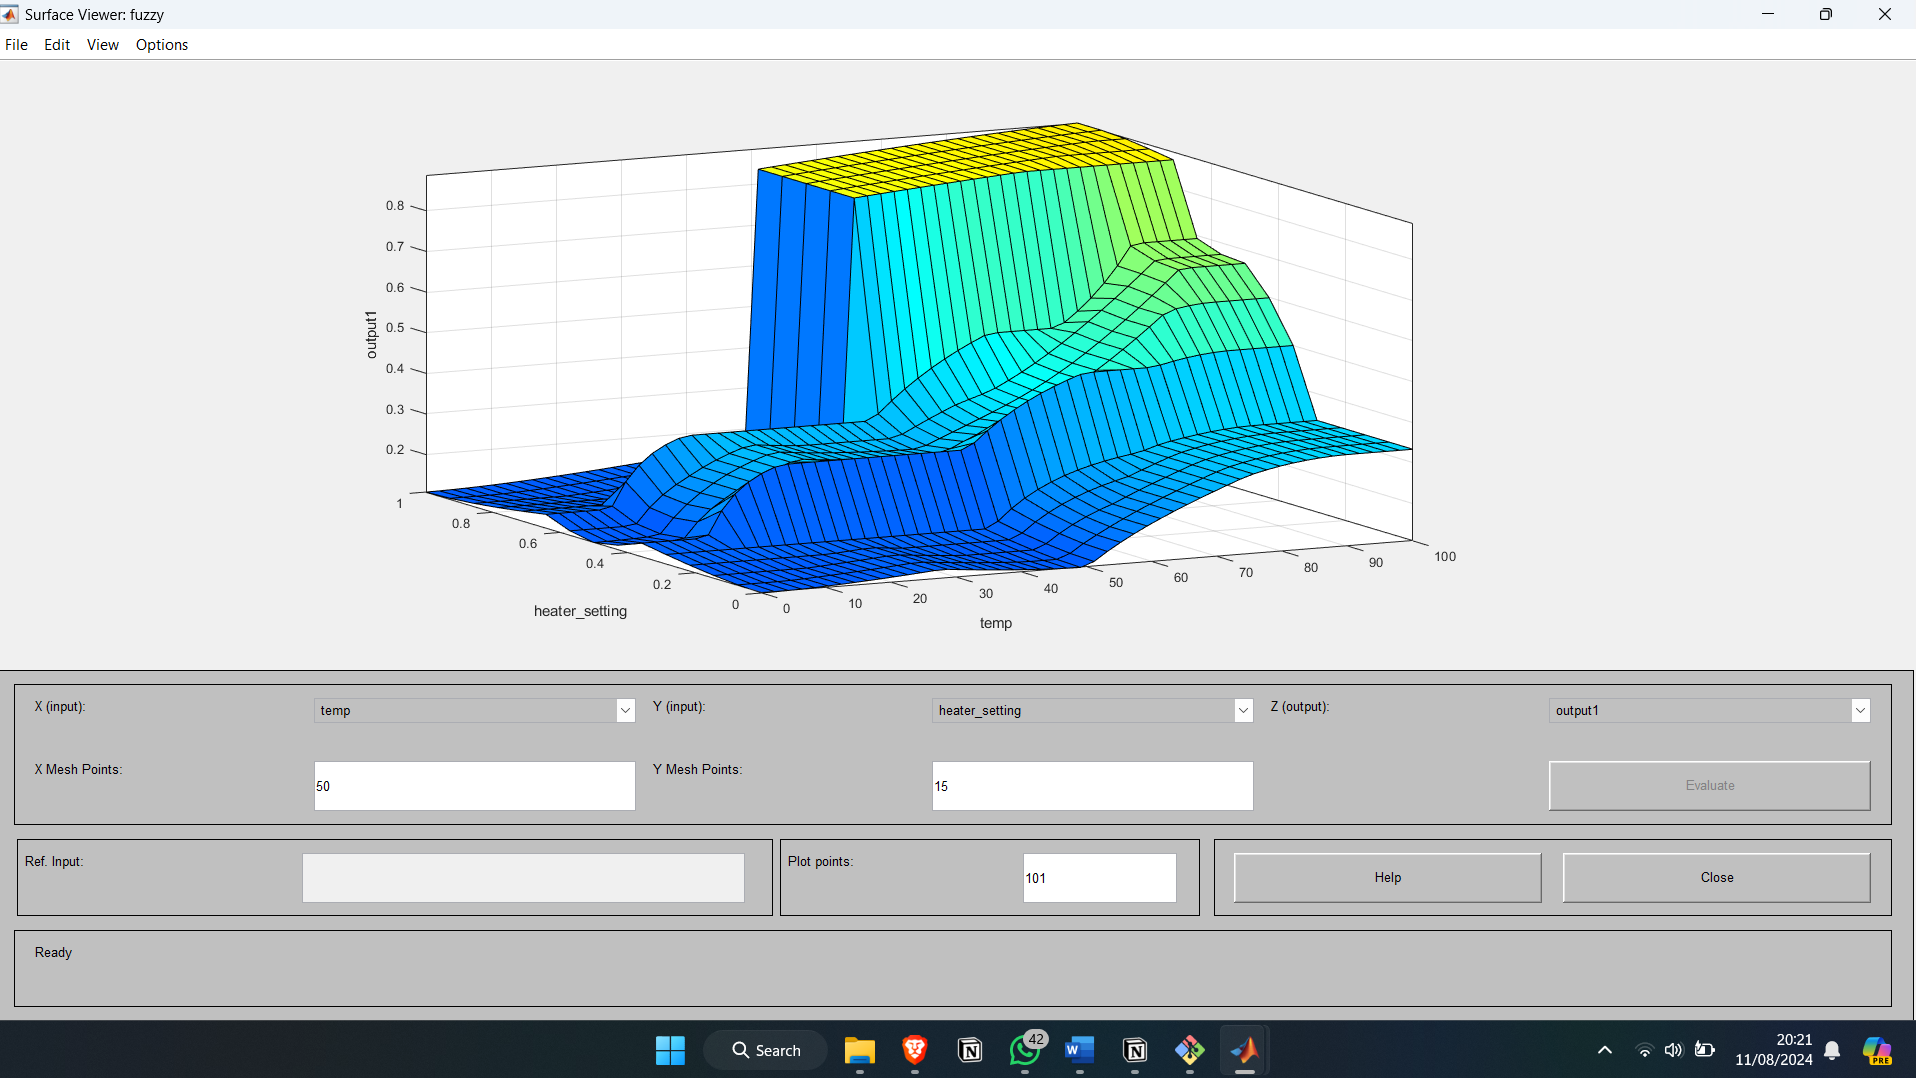 Surface Viewer: fuzzy
File Edit View Options
0.8
0.7
0.6
0.5
0.4
0.3
0.2
output1
1
0.8
0.6
0.4
0.2
0
heater_setting
0
10
20
30
40
50
60
70
80
90
100
temp
X (input):
temp
Y (input):
heater_setting
Z (output):
output1
X Mesh Points:
50
Y Mesh Points:
15
Evaluate
Ref. Input:
Plot points:
101
Help
Close
Ready
Search
42
20:21
11/08/2024
PRE